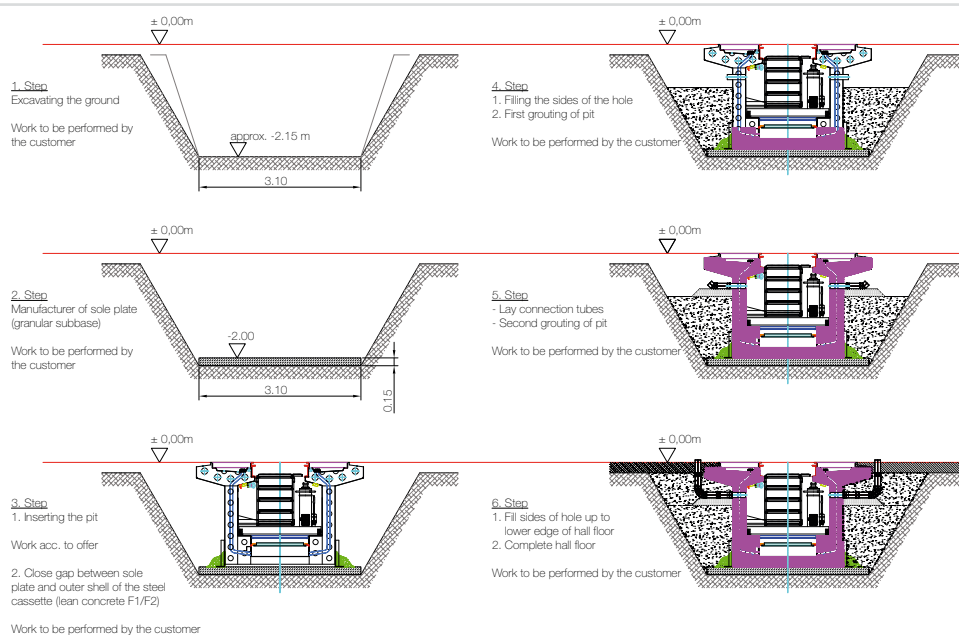 ± 0,00m
1. Step
Excavating the ground
Work to be performed by
the customer
approx. -2.15 m
3.10
± 0,00m
2. Step
Manufacturer of sole plate
(granular subbase)
Work to be performed by
the customer
-2.00
3.10
0.15
± 0,00m
3. Step
1. Inserting the pit
Work acc. to offer
2. Close gap between sole
plate and outer shell of the steel
cassette (lean concrete F1/F2)
Work to be performed by the customer
± 0,00m
4. Step
1. Filling the sides of the hole
2. First grouting of pit
Work to be performed by the customer
± 0,00m
5. Step
- Lay connection tubes
- Second grouting of pit
Work to be performed by the customer
± 0,00m
6. Step
1. Fill sides of hole up to
lower edge of hall floor
2. Complete hall floor
Work to be performed by the customer